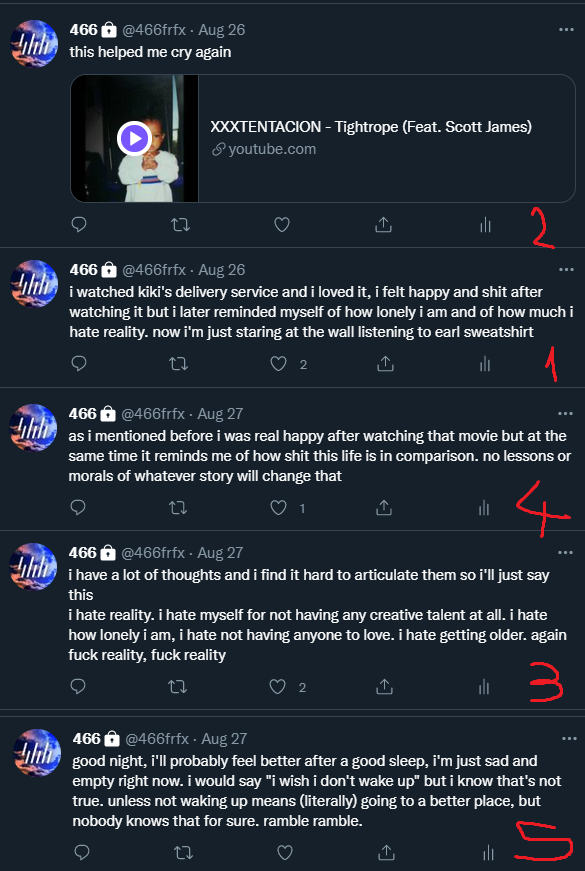 466 @466frfx · Aug 26
this helped me cry again
XXXTENTACION - Tightrope (Feat. Scott James)
youtube.com
2
466 @466frfx · Aug 26
i watched kiki's delivery service and i loved it, i felt happy and shit after
watching it but i later reminded myself of how lonely i am and of how much i
hate reality. now i'm just staring at the wall listening to earl sweatshirt
2
1
466 @466frfx · Aug 27
as i mentioned before i was real happy after watching that movie but at the
same time it reminds me of how shit this life is in comparison. no lessons or
morals of whatever story will change that
1
4
466 @466frfx · Aug 27
i have a lot of thoughts and i find it hard to articulate them so i'll just say
this
i hate reality. i hate myself for not having any creative talent at all. i hate
how lonely i am, i hate not having anyone to love. i hate getting older. again
fuck reality, fuck reality
2
3
466 @466frfx · Aug 27
good night, i'll probably feel better after a good sleep, i'm just sad and
empty right now. i would say "i wish i don't wake up" but i know that's not
true. unless not waking up means (literally) going to a better place, but
nobody knows that for sure. ramble ramble.
5